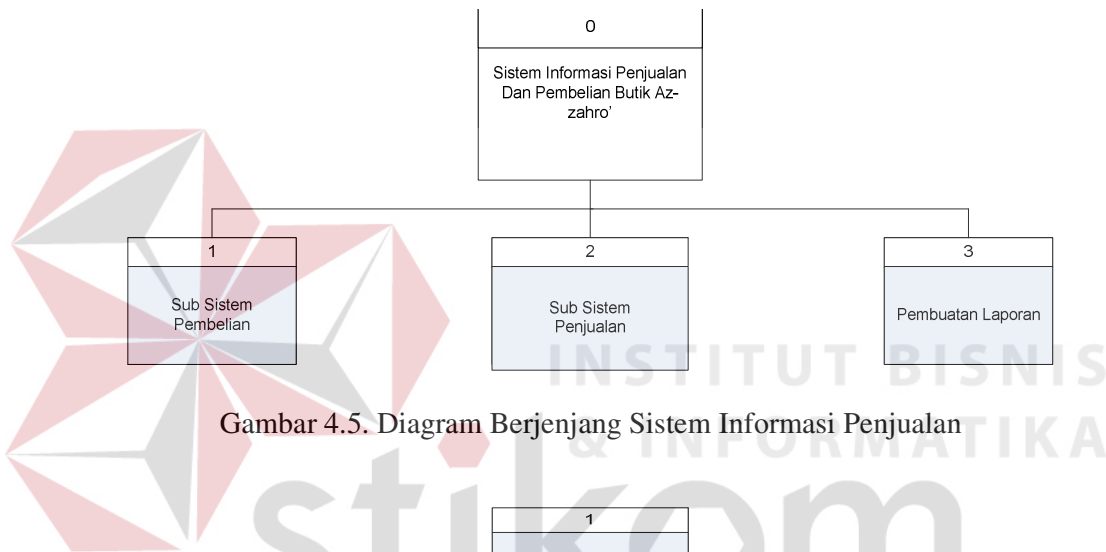 0
Sistem Informasi Penjualan
Dan Pembelian Butik Az-
zahro'
1
Sub Sistem
Pembelian
2
Sub Sistem
Penjualan
3
Pembuatan Laporan
INSTITUT BISNIS
Gambar 4.5. Diagram Berjenjang Sistem Informasi Penjualan
& INFORMATIKA
stikom
1